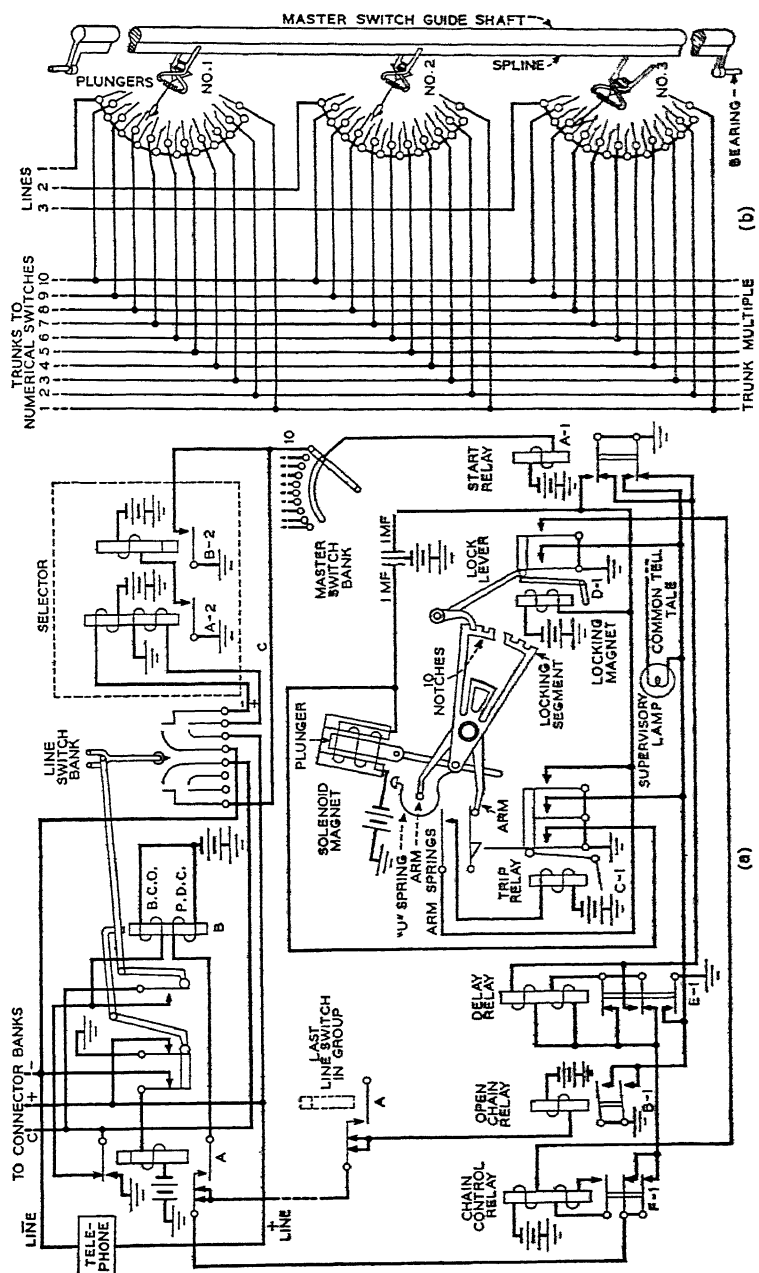 TO CONNECTOR BANKS
C + -
LINE
-
TELE-
PHONE
+
LINE
A
B.C.O.
P.D.C.
B
LINE
SWITCH
BANK
SELECTOR
A-2
B-2
- +
C
10
MASTER
SWITCH
BANK
LAST
LINE SWITCH
IN GROUP
A
PLUNGER
SOLENOID
MAGNET
"U" SPRING
ARM
ARM SPRINGS
ARM
10
NOTCHES
LOCKING
SEGMENT
1 MF
1 MF
LOCK
LEVER
D-1
LOCKING
MAGNET
START
RELAY
A-1
TRIP
RELAY
C-1
SUPERVISORY
LAMP
COMMON TELL
TALE
CHAIN
CONTROL
RELAY
F-1
OPEN
CHAIN
RELAY
B-1
DELAY
RELAY
E-1
(a)
TRUNKS TO
NUMERICAL SWITCHES
1 2 3 4 5 6 7 8 9 10
LINES
3 2
PLUNGERS
NO. 1
NO. 2
NO. 3
MASTER SWITCH GUIDE SHAFT
SPLINE
BEARING
TRUNK MULTIPLE
(b)